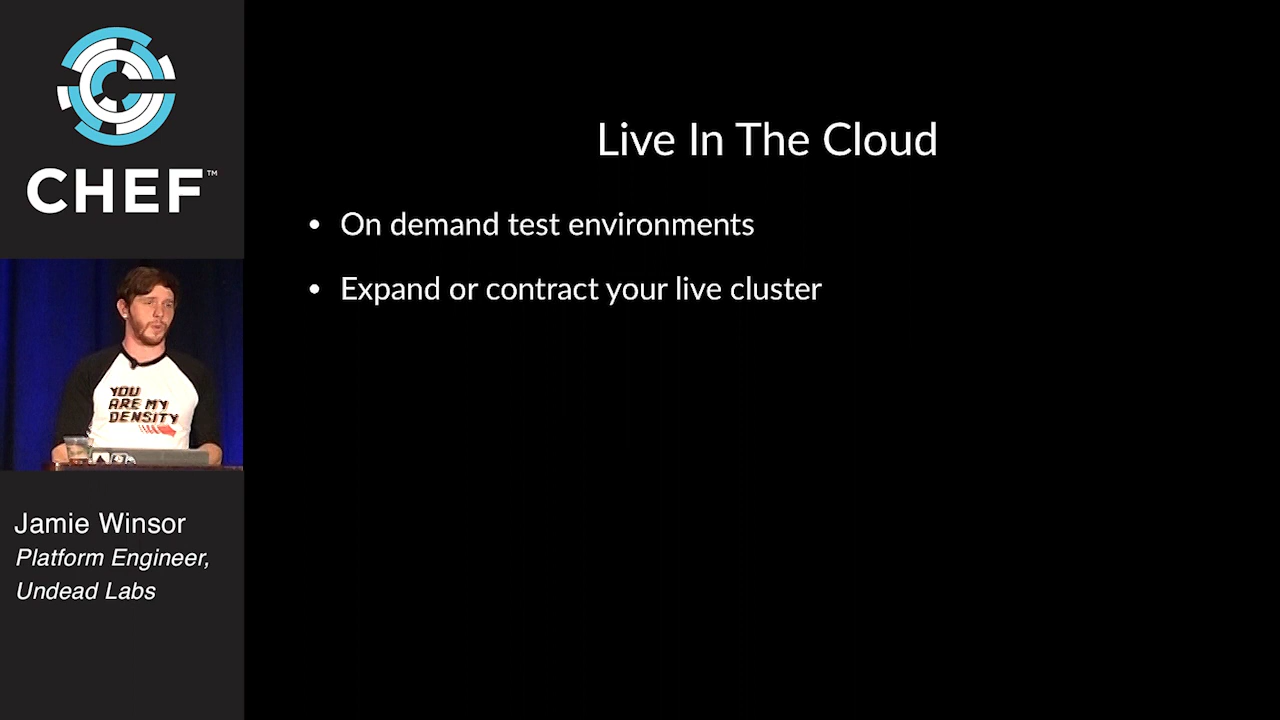 CHEF™
Live In The Cloud
• On demand test environments
• Expand or contract your live cluster
YOU
ARE MY
DENSITY
Jamie Winsor
Platform Engineer,
Undead Labs